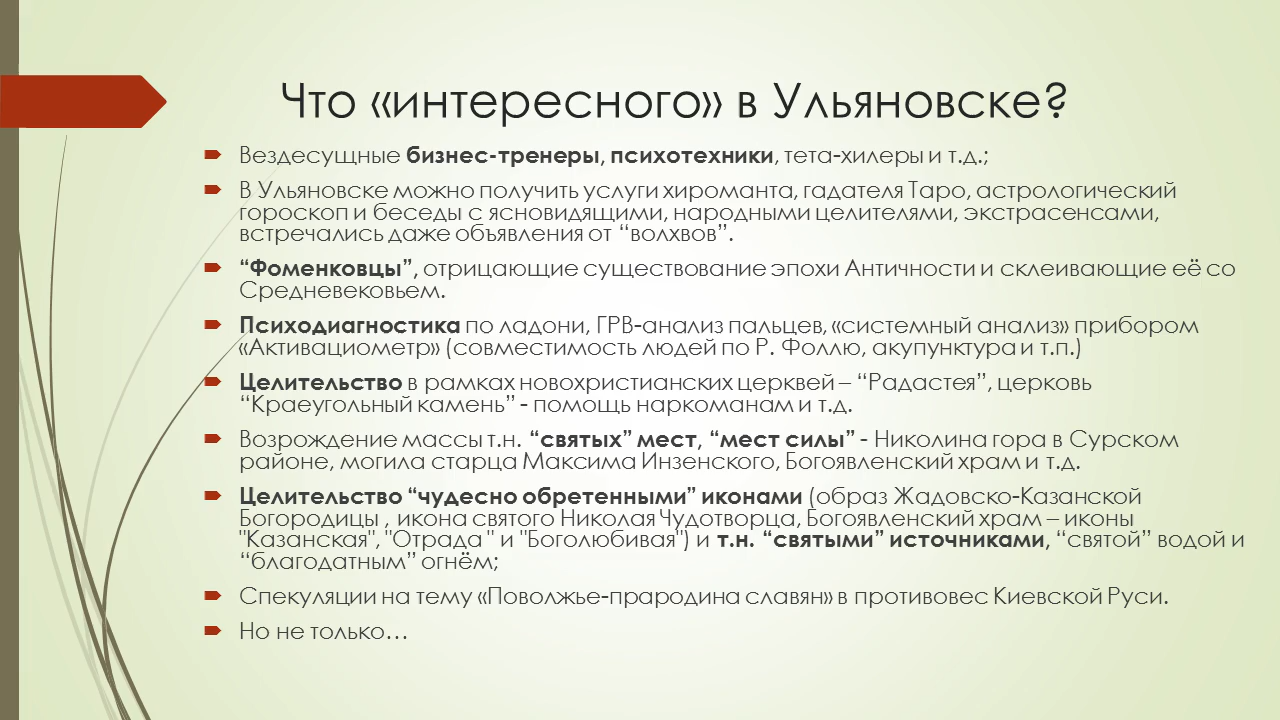 Что «интересного» в Ульяновске?
Вездесущные бизнес-тренеры, психотехники, тета-хилеры и т.д.;
В Ульяновске можно получить услуги хироманта, гадателя Таро, астрологический
гороскоп и беседы с ясновидящими, народными целителями, экстрасенсами,
встречались даже объявления от “волхвов”.
“Фоменковцы”, отрицающие существование эпохи Античности и склеивающие её со
Средневековьем.
Психодиагностика по ладони, ГРВ-анализ пальцев, «системный анализ» прибором
«Активациометр» (совместимость людей по Р. Фоллю, акупунктура и т.п.)
Целительство в рамках новохристианских церквей – “Радастея”, церковь
“Краеугольный камень” - помощь наркоманам и т.д.
Возрождение массы т.н. “святых” мест, “мест силы” - Николина гора в Сурском
районе, могила старца Максима Инзенского, Богоявленский храм и т.д.
Целительство “чудесно обретенными” иконами (образ Жадовско-Казанской
Богородицы , икона святого Николая Чудотворца, Богоявленский храм – иконы
"Казанская", "Отрада " и "Боголюбивая") и т.н. “святыми” источниками, “святой” водой и
“благодатным” огнём;
Спекуляции на тему «Поволжье-прародина славян» в противовес Киевской Руси.
Но не только…